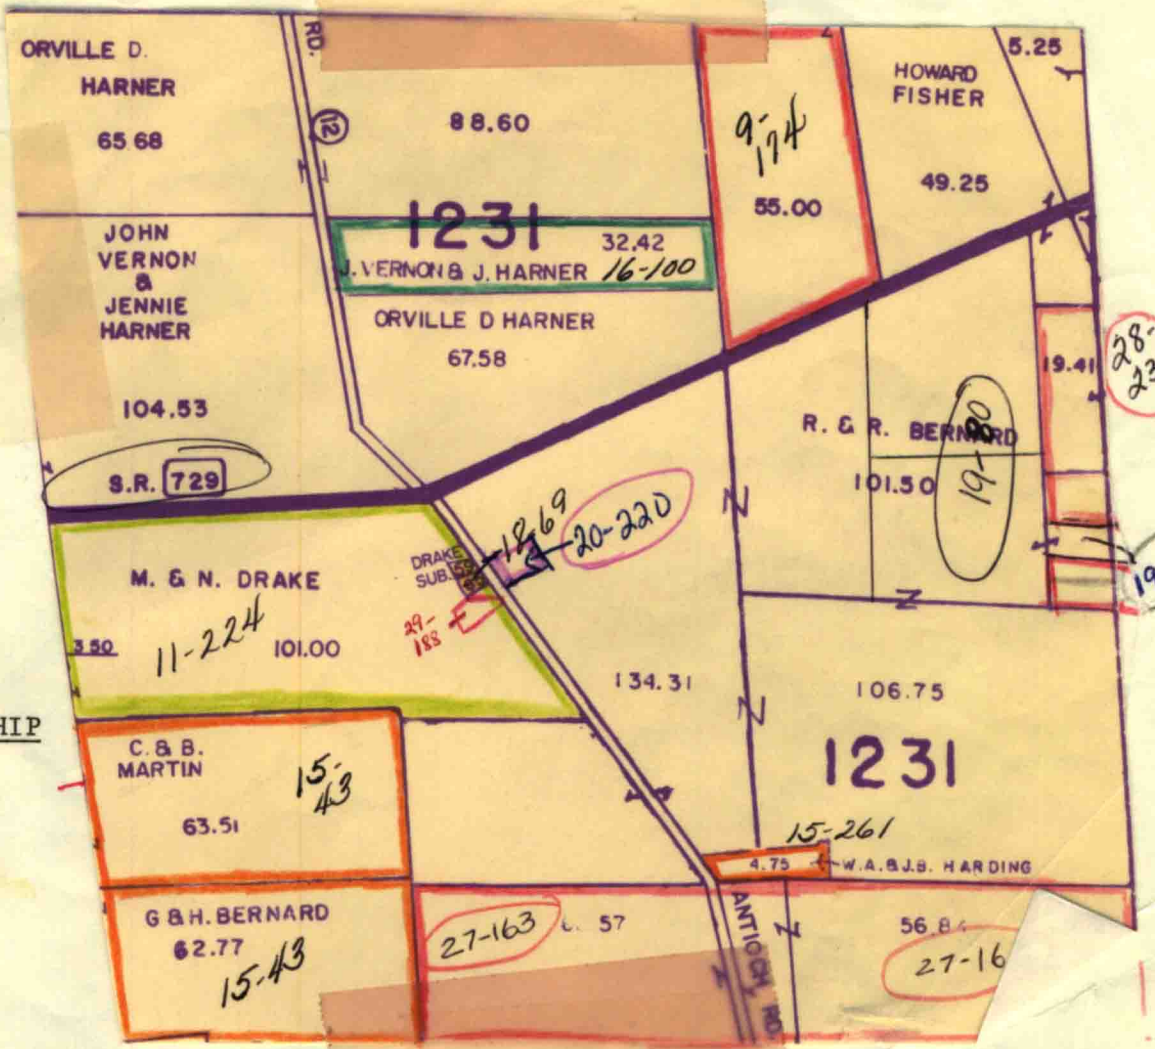 ORVILLE D.
HARNER
65.68
RD.
12
88.60
9-
174
55.00
HOWARD
FISHER
49.25
5.25
JOHN
VERNON
&
JENNIE
HARNER
104.53
1231
32.42
J. VERNON & J. HARNER 16-100
ORVILLE D HARNER
67.58
S.R. 729
19.41
28-
R. & R. BERNARD
101.50
19-80
18-69
20-220
DRAKE
SUB.
M. & N. DRAKE
11-224
3.50
101.00
29-
188
134.31
106.75
1231
HIP
C. & B.
MARTIN
15-
43
63.51
15-261
4.75
W.A. & J.B. HARDING
G & H. BERNARD
62.77
15-43
27-163
57
ANTIOCH RD.
56.8
27-16
19